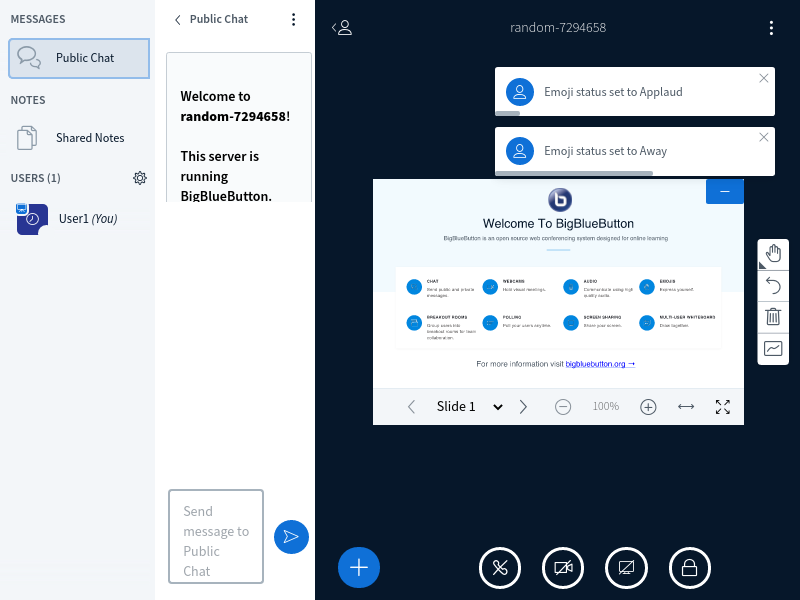 MESSAGES
Public Chat
NOTES
Shared Notes
USERS (1)
User1 (You)
Public Chat
Welcome to
random-7294658!
This server is
running
BigBlueButton.
Send
message to
Public
Chat
random-7294658
Emoji status set to Applaud
Emoji status set to Away
b
Welcome To BigBlueButton
BigBlueButton is an open source web conferencing system designed for online learning
CHAT
Send public and private
messages.
WEBCAMS
Hold visual meetings.
AUDIO
Communicate using high
quality audio.
EMOJIS
Express yourself.
BREAKOUT ROOMS
Group users into
breakout rooms for team
collaboration.
POLLING
Poll your users anytime.
SCREEN SHARING
Share your screen.
MULTI-USER WHITEBOARD
Draw together.
For more information visit bigbluebutton.org →
Slide 1
100%